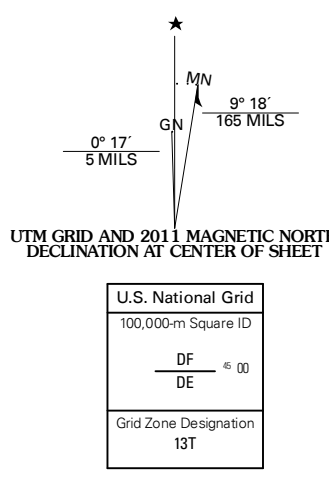 MN
9° 18´
165 MILS
GN
0° 17´
5 MILS
UTM GRID AND 2011 MAGNETIC NORTH
DECLINATION AT CENTER OF SHEET
U.S. National Grid
100,000-m Square ID
DF
45 00
DE
Grid Zone Designation
13T